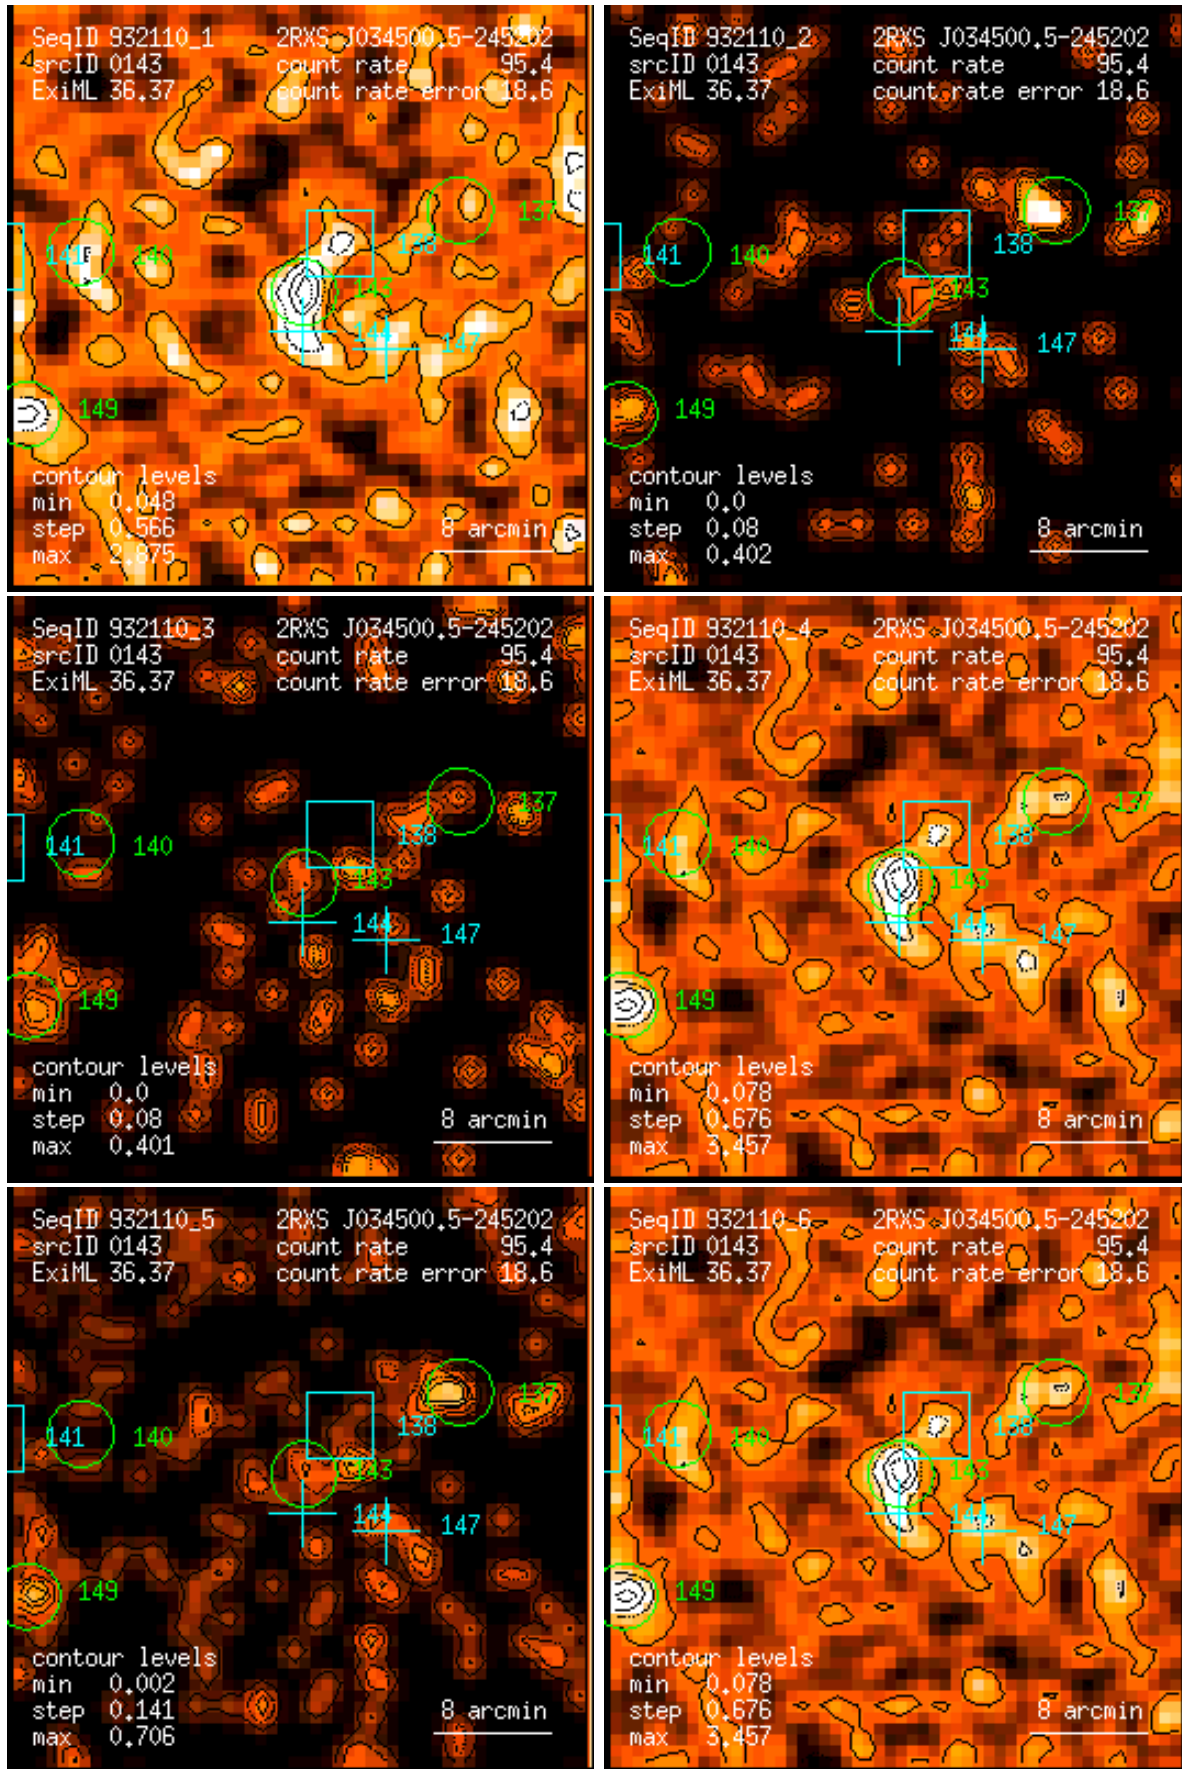 SeqID 932110_1 2RXS J034500.5-245202
srcID 0143 count rate 95.4
ExiML 36.37 count rate error 18.6
137
138
141 140
143
144 147
149
contour levels
min 0.048
step 0.566 8 arcmin
max 2.875
SeqID 932110_2 2RXS J034500.5-245202
srcID 0143 count rate 95.4
ExiML 36.37 count rate error 18.6
137
138
141 140
143
144 147
149
contour levels
min 0.0
step 0.08 8 arcmin
max 0.402
SeqID 932110_3 2RXS J034500.5-245202
srcID 0143 count rate 95.4
ExiML 36.37 count rate error 18.6
137
138
141 140
143
144 147
149
contour levels
min 0.0
step 0.08 8 arcmin
max 0.401
SeqID 932110_4 2RXS J034500.5-245202
srcID 0143 count rate 95.4
ExiML 36.37 count rate error 18.6
137
138
141 140
143
144 147
149
contour levels
min 0.078
step 0.676 8 arcmin
max 3.457
SeqID 932110_5 2RXS J034500.5-245202
srcID 0143 count rate 95.4
ExiML 36.37 count rate error 18.6
137
138
141 140
143
144 147
149
contour levels
min 0.002
step 0.141 8 arcmin
max 0.706
SeqID 932110_6 2RXS J034500.5-245202
srcID 0143 count rate 95.4
ExiML 36.37 count rate error 18.6
137
138
141 140
143
144 147
149
contour levels
min 0.078
step 0.676 8 arcmin
max 3.457